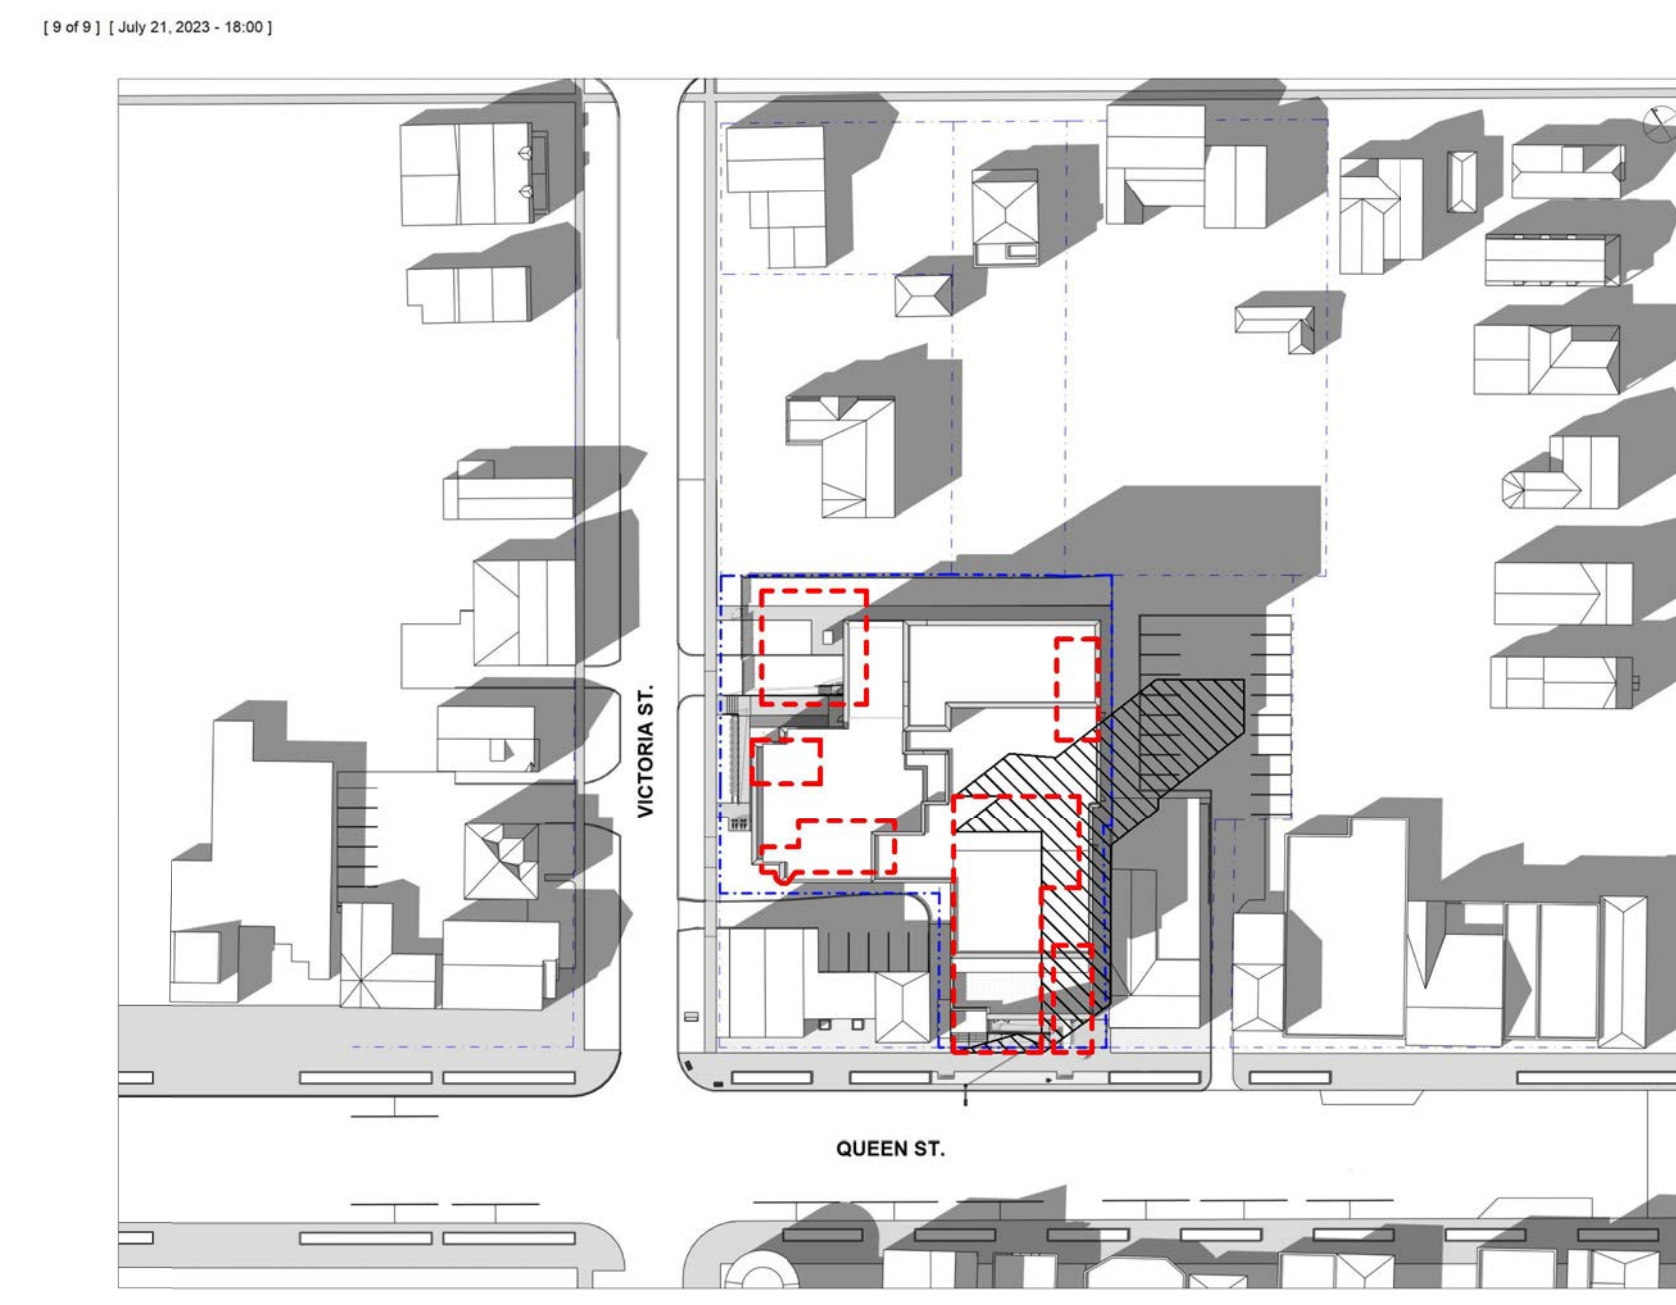 [ 9 of 9 ] [ July 21, 2023 - 18:00 ]
VICTORIA ST.
QUEEN ST.